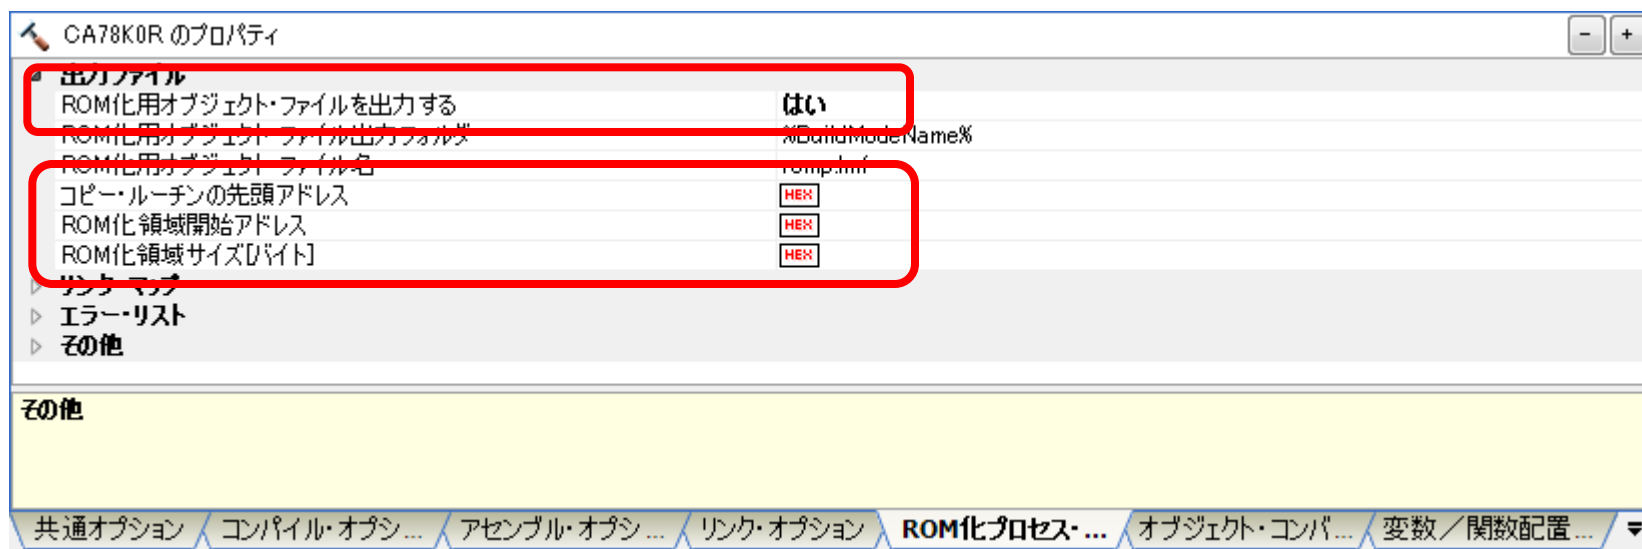 CA78K0R のプロパティ
- +
出力ファイル
ROM化用オブジェクト・ファイルを出力する はい
ROM化用オブジェクト・ファイル出力フォルダ %BuildModeName%
ROM化用オブジェクト・ファイル名
コピー・ルーチンの先頭アドレス HEX
ROM化領域開始アドレス HEX
ROM化領域サイズ[バイト] HEX
リンク・マップ
エラー・リスト
その他
その他
共通オプション コンパイル・オプシ... アセンブル・オプシ ... リンク・オプション ROM化プロセス・ ... オブジェクト・コンバ... 変数／関数配置 ...